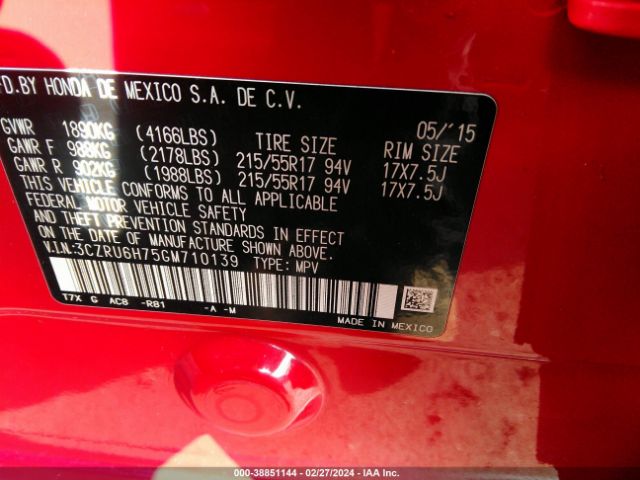 FD.BY HONDA DE MEXICO S.A. DE C.V.
05/'15
GVWR 1890KG (4166LBS) TIRE SIZE RIM SIZE
GAWR F 988KG (2178LBS) 215/55R17 94V 17X7.5J
GAWR R 902KG (1988LBS) 215/55R17 94V 17X7.5J
THIS VEHICLE CONFORMS TO ALL APPLICABLE
FEDERAL MOTOR VEHICLE SAFETY
AND THEFT PREVENTION STANDARDS IN EFFECT
ON THE DATE OF MANUFACTURE SHOWN ABOVE.
V.I.N:3CZRU6H75GM710139 TYPE: MPV
T7X G AC8 -RB1 -A -M
MADE IN MEXICO
000-38851144 - 02/27/2024 - IAA Inc.